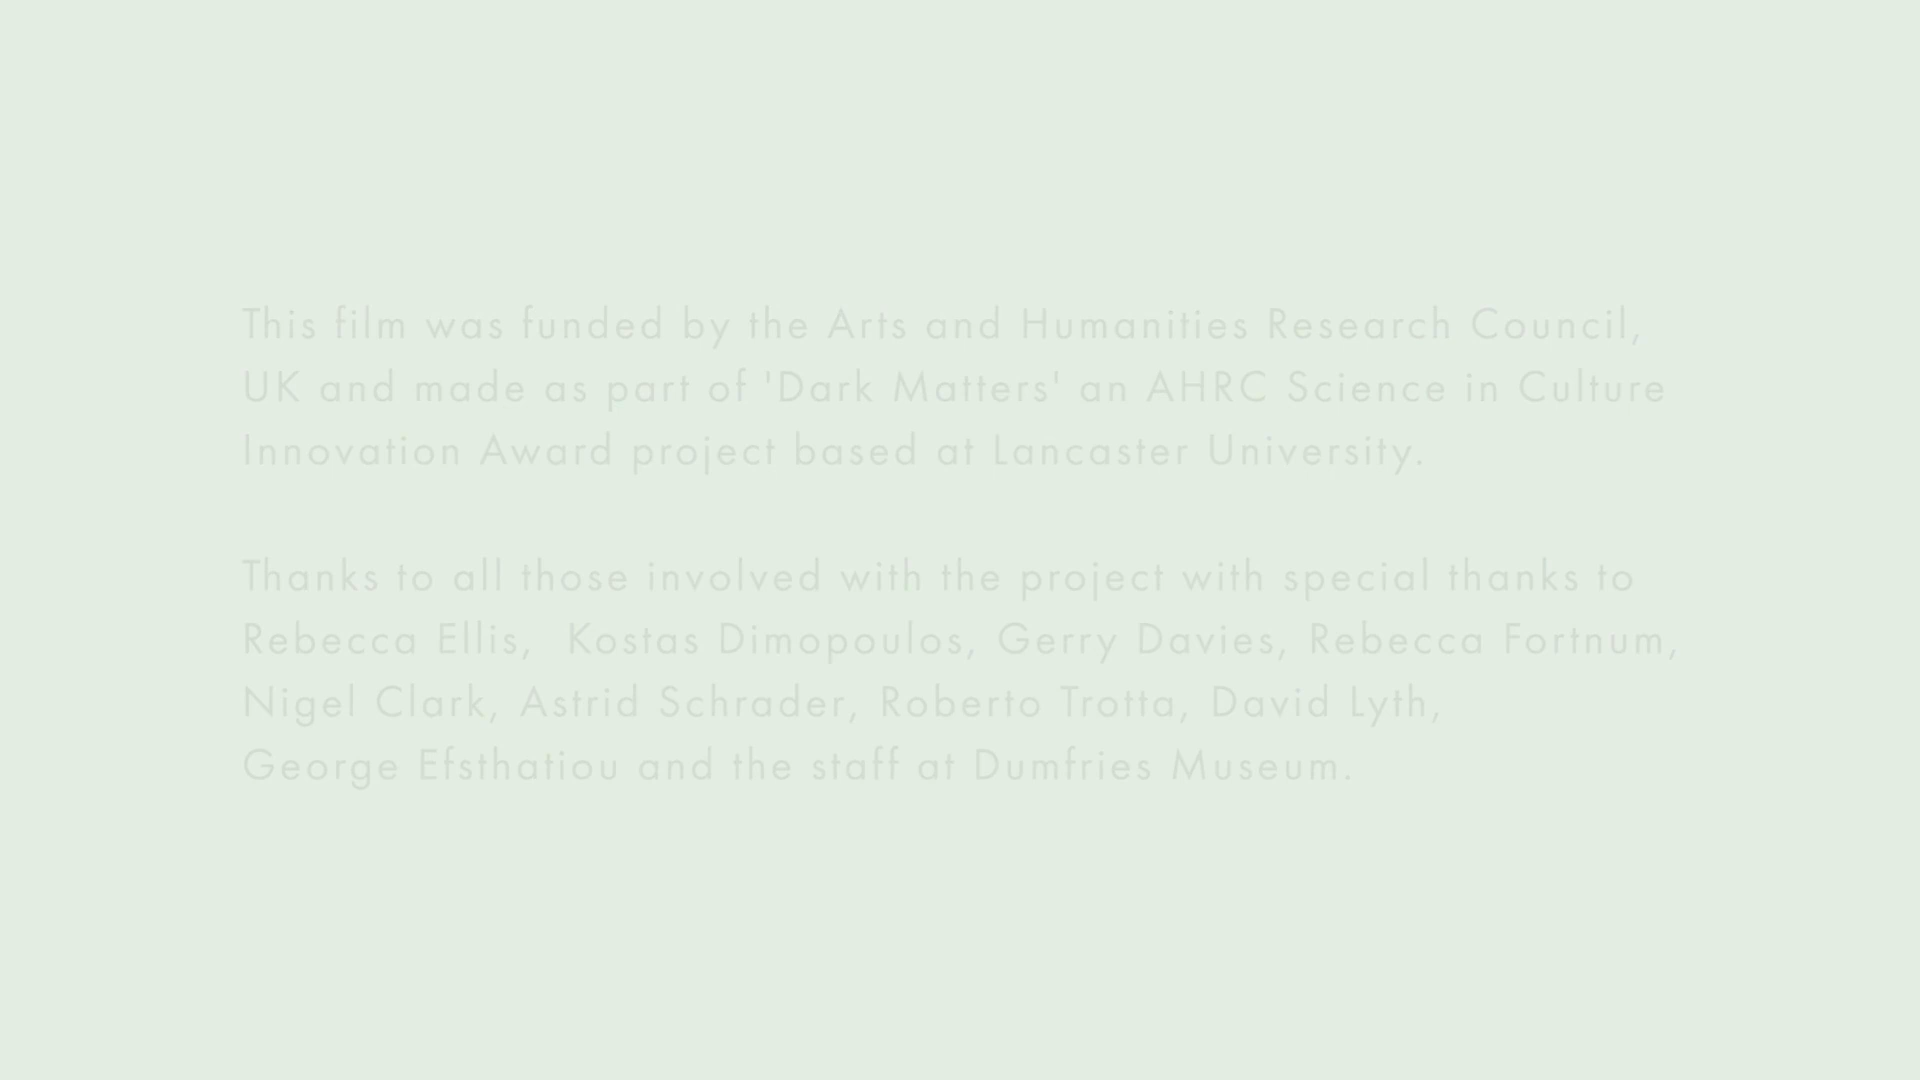 This film was funded by the Arts and Humanities Research Council,
UK and made as part of 'Dark Matters' an AHRC Science in Culture
Innovation Award project based at Lancaster University.
Thanks to all those involved with the project with special thanks to
Rebecca Ellis,  Kostas Dimopoulos, Gerry Davies, Rebecca Fortnum,
Nigel Clark, Astrid Schrader, Roberto Trotta, David Lyth,
George Efsthatiou and the staff at Dumfries Museum.